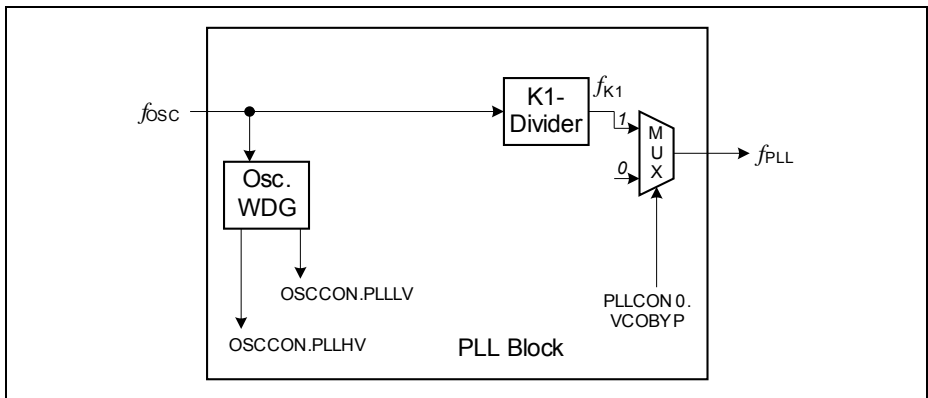 fOSC
K1-
Divider
fK1
1
0
M
U
X
fPLL
Osc.
WDG
OSCCON.PLLLV
OSCCON.PLLHV
PLLCON0.
VCOBYP
PLL Block